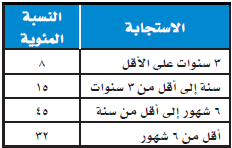 الاستجابة	النسبة المئوية
٣ سنوات على الأقل	٨
سنة إلى أقل من ٣ سنوات	١٥
٦ شهور إلى أقل من سنة	٤٥
أقل من ٦ شهور	٣٢